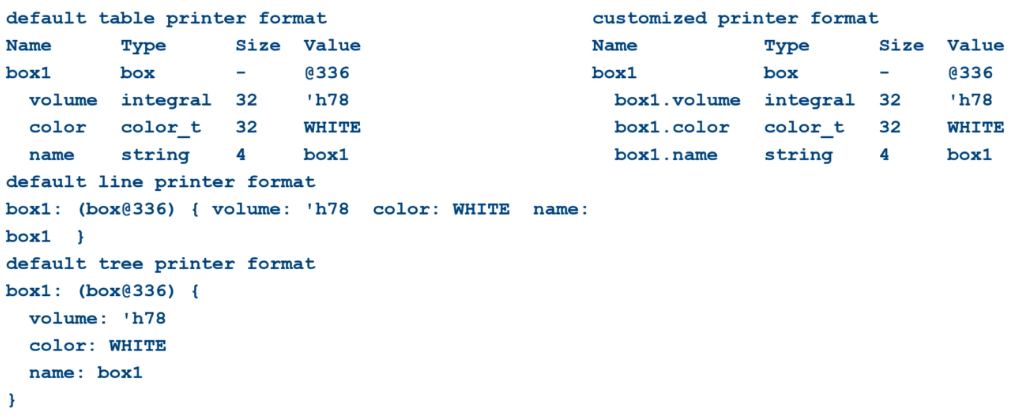 default table printer format
Name      Type      Size  Value
box1      box       -     @336
  volume  integral  32    'h78
  color   color_t   32    WHITE
  name    string    4     box1
default line printer format
box1: (box@336) { volume: 'h78  color: WHITE  name:
box1  }
default tree printer format
box1: (box@336) {
  volume: 'h78
  color: WHITE
  name: box1
}
customized printer format
Name           Type      Size  Value
box1           box       -     @336
  box1.volume  integral  32    'h78
  box1.color   color_t   32    WHITE
  box1.name    string    4     box1